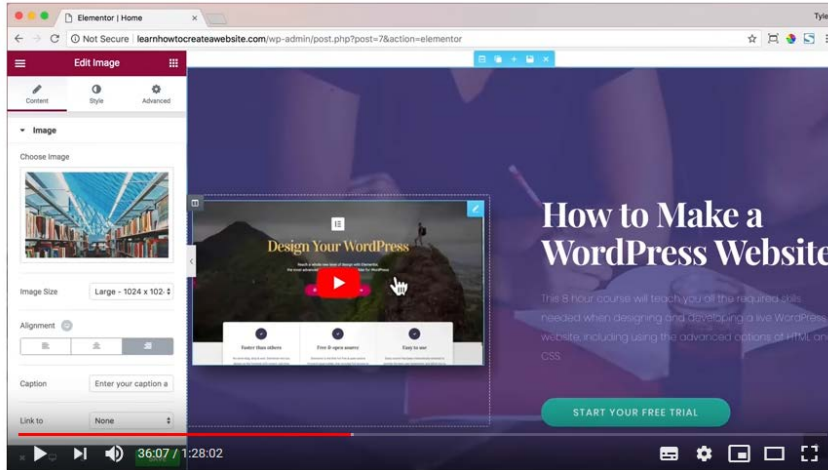 Elementor | Home
Tyle
Not Secure | learnhowtocreateawebsite.com/wp-admin/post.php?post=7&action=elementor
Edit Image
Content Style Advanced
Image
Choose Image
Image Size Large - 1024 x 102
Alignment
Caption Enter your caption a
Link to None
Design Your WordPress
Faster than others Free & open source Easy to use
How to Make a
WordPress Website
This 8 hour course will teach you all the required skills
needed when designing and developing a live WordPress
website, including using the advanced options of HTML and
CSS.
START YOUR FREE TRIAL
36:07 / 1:28:02